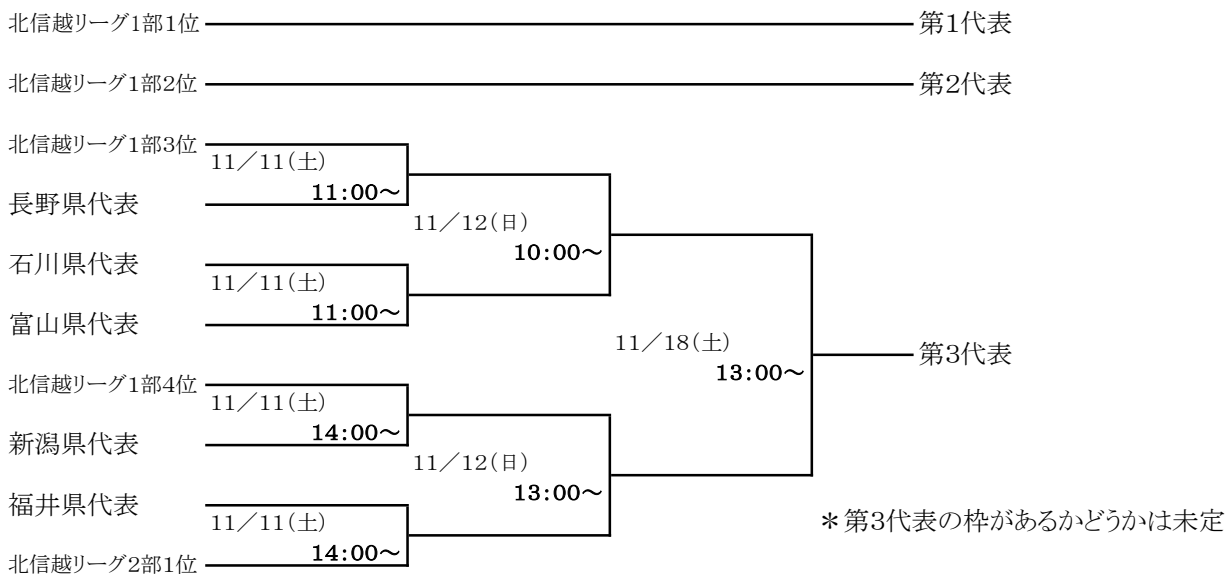 北信越リーグ1部1位
第1代表
北信越リーグ1部2位
第2代表
北信越リーグ1部3位
11／11(土)
11:00～
長野県代表
11／12(日)
10:00～
石川県代表
11／11(土)
11:00～
富山県代表
11／18(土)
13:00～
第3代表
北信越リーグ1部4位
11／11(土)
14:00～
新潟県代表
11／12(日)
13:00～
福井県代表
11／11(土)
14:00～
北信越リーグ2部1位
＊第3代表の枠があるかどうかは未定